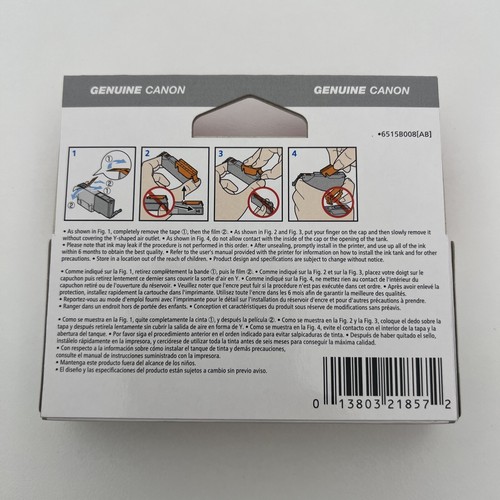 GENUINE CANON
GENUINE CANON
•6515B008[AB]
1
2
3
4
① ② ① ②
• As shown in Fig. 1, completely remove the tape ①, then the film ②. • As shown in Fig. 2 and Fig. 3, put your finger on the cap and then slowly remove it
without covering the Y-shaped air outlet. • As shown in Fig. 4, do not allow contact with the inside of the cap or the opening of the tank.
• Please note that ink may leak if the procedure is not performed in this order. • After unsealing, promptly install in the printer, and use up all of the ink
within 6 months to obtain the best quality. • Refer to the user's manual provided with the printer for information on how to install the ink tank and for other
precautions. • Store in a location out of the reach of children. • Product design and specifications are subject to change without notice.
• Comme indiqué sur la Fig. 1, retirez complètement la bande ①, puis le film ②. • Comme indiqué sur la Fig. 2 et sur la Fig. 3, placez votre doigt sur le
capuchon, puis retirez lentement ce dernier sans couvrir la sortie d'air en Y. • Comme indiqué sur la Fig. 4, ne mettez rien au contact de l'intérieur du
capuchon retiré ou de l'ouverture du réservoir. • Veuillez noter que l'encre peut fuir si la procédure n'est pas exécutée dans cet ordre. • Après avoir enlevé la
protection, installez rapidement la cartouche dans l'imprimante. Utilisez toute l'encre dans les 6 mois afin de garantir la meilleure des qualités.
• Reportez-vous au mode d'emploi fourni avec l'imprimante pour le détail sur l'installation du réservoir d'encre et pour d'autres précautions à prendre.
• Ranger dans un endroit hors de portée des enfants. • Conception et caractéristiques du produit sous réserve de modifications sans préavis.
• Como se muestra en la Fig. 1, quite completamente la cinta ①, y después la película ②. • Como se muestra en la Fig. 2 y la Fig. 3, coloque el dedo sobre la
tapa y después retírela lentamente sin cubrir la salida de aire en forma de Y. • Como se muestra en la Fig. 4, evite el contacto con el interior de la tapa y la
abertura del tanque. • Por favor siga el procedimiento anterior en el orden indicado para evitar salpicaduras de tinta. • Después de haber quitado el sello,
instálelo rápidamente en la impresora, y cerciórese de utilizar toda la tinta antes de seis meses para conseguir la máxima calidad.
• Con respecto a la información sobre cómo instalar el tanque de tinta y demás precauciones,
consulte el manual de instrucciones suministrado con la impresora.
• Mantenga este producto fuera del alcance de los niños.
• El diseño y las especificaciones del producto están sujetos a cambio sin previo aviso.
0 13803 21857 2